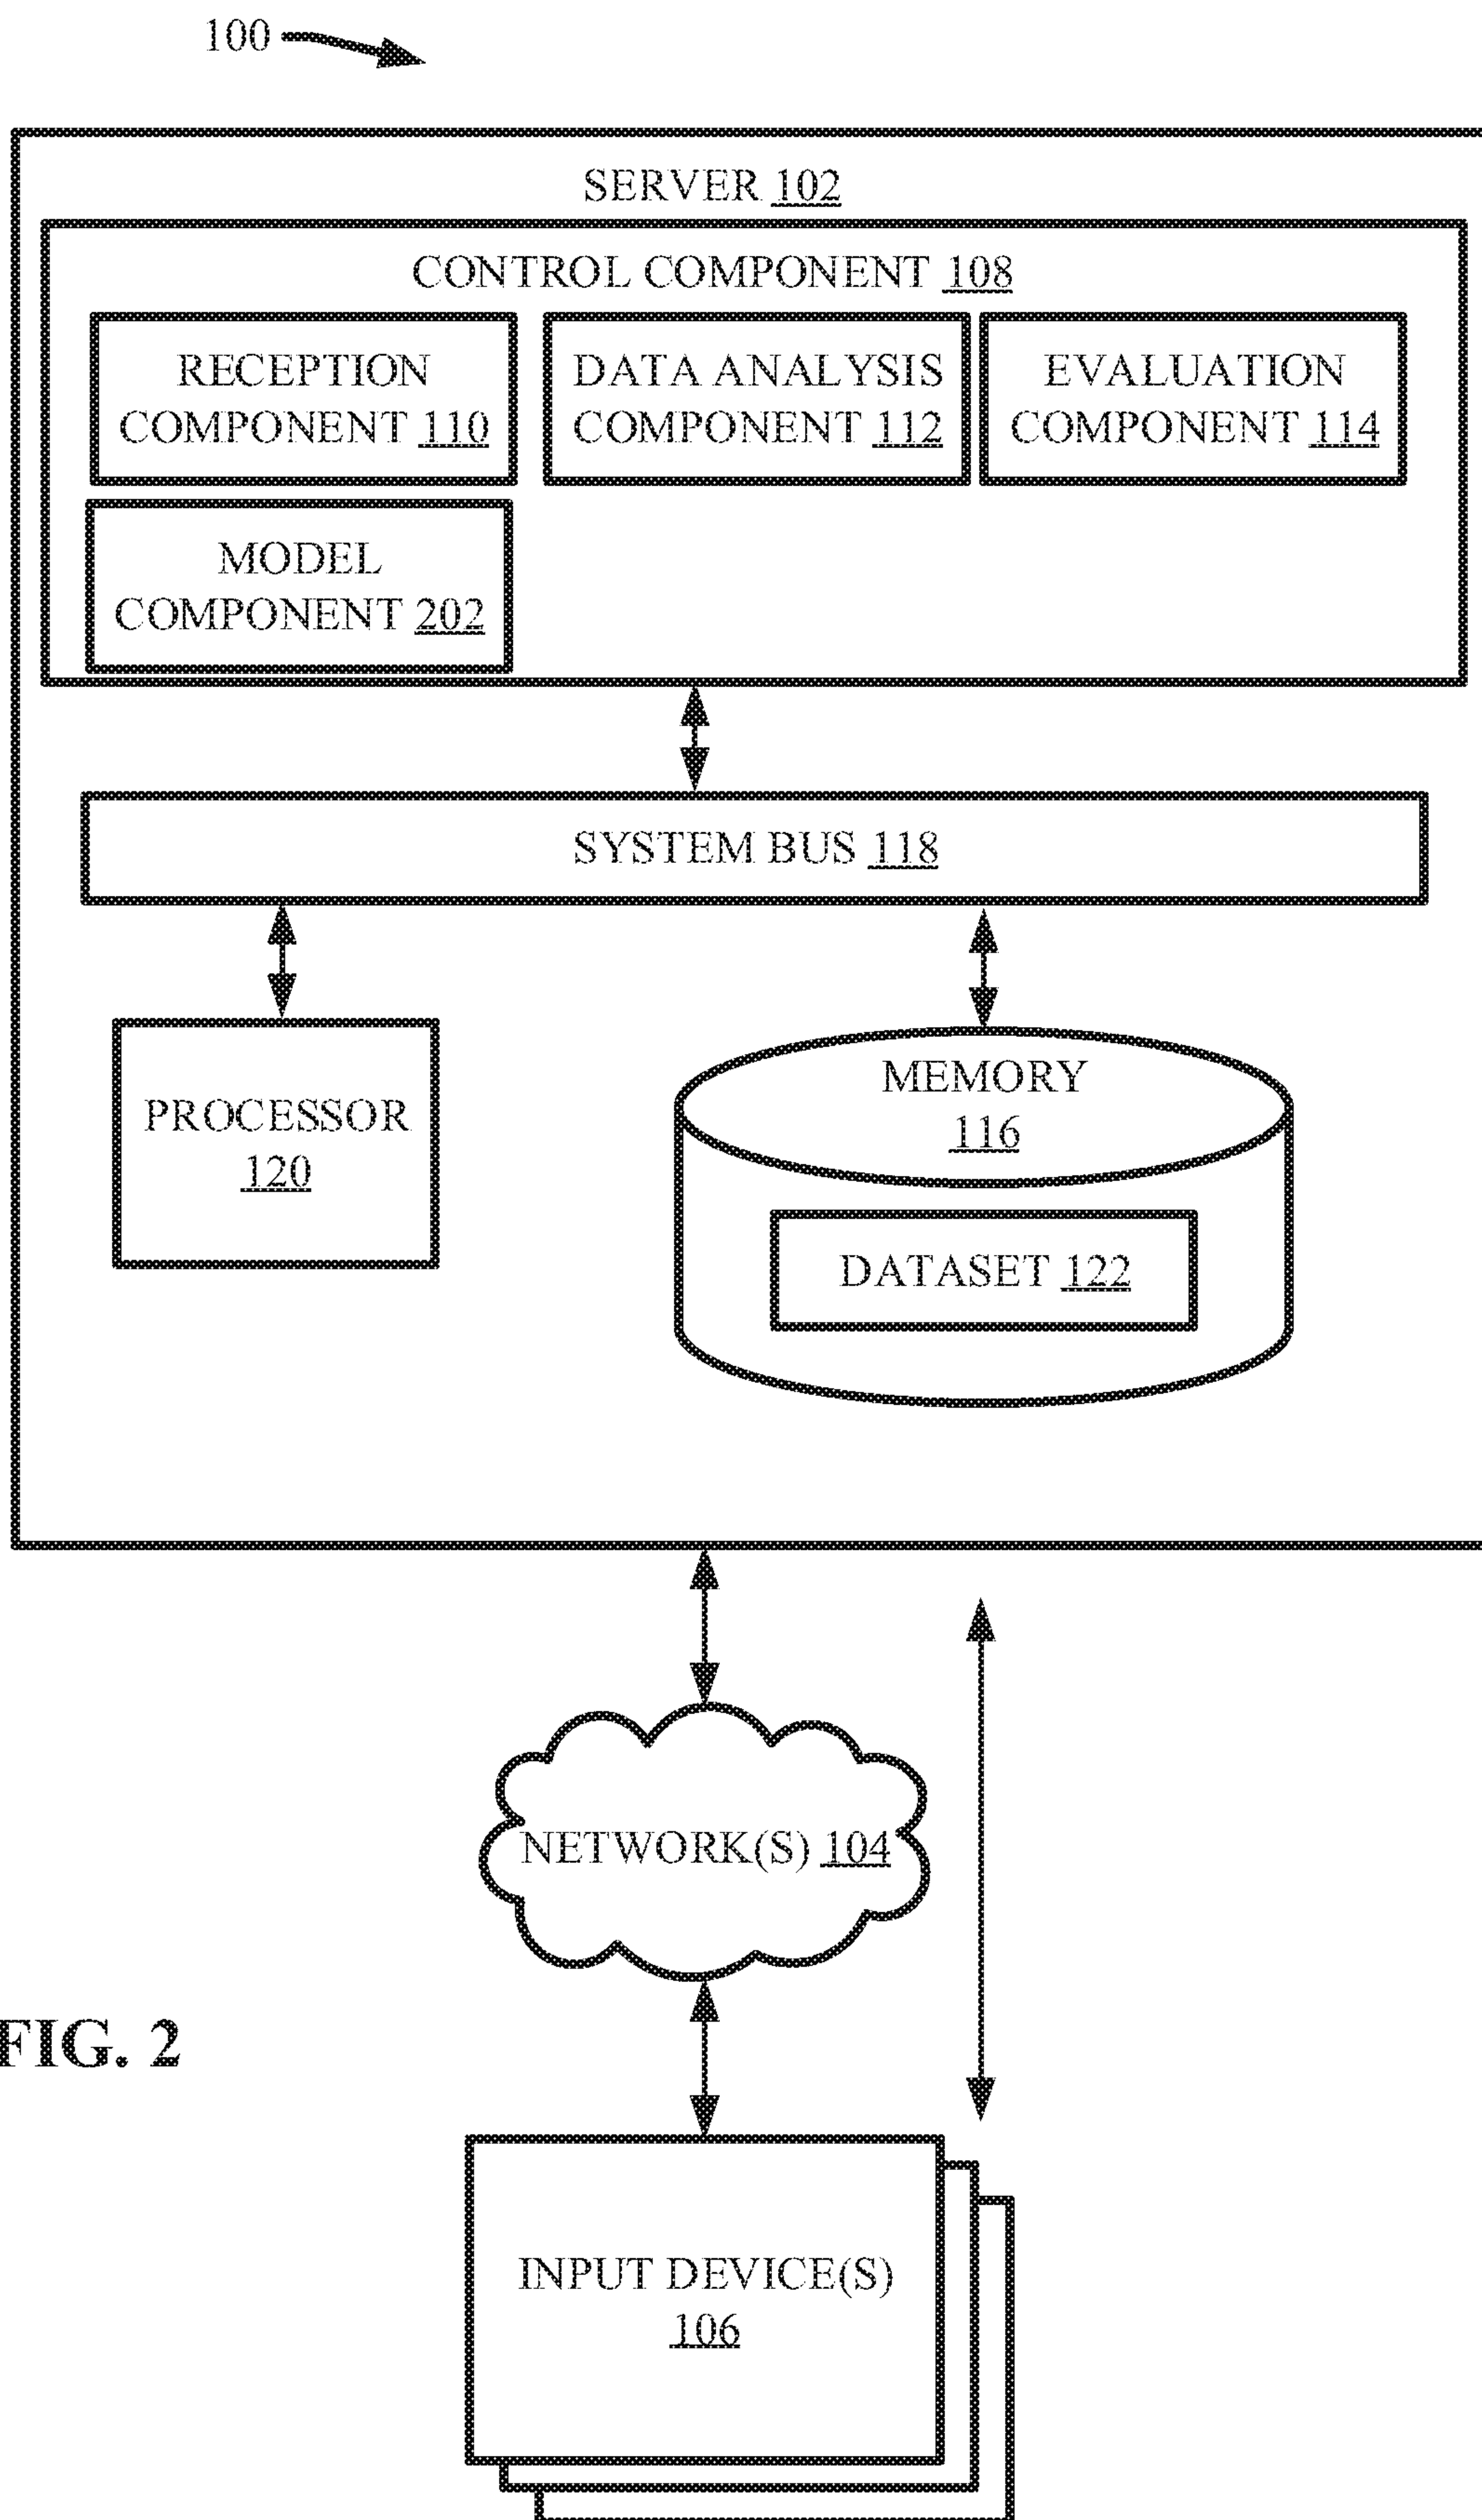 100
SERVER 102
CONTROL COMPONENT 108
RECEPTION
COMPONENT 110
DATA ANALYSIS
COMPONENT 112
EVALUATION
COMPONENT 114
MODEL
COMPONENT 202
SYSTEM BUS 118
PROCESSOR
120
MEMORY
116
DATASET 122
NETWORK(S) 104
FIG. 2
INPUT DEVICE(S)
106